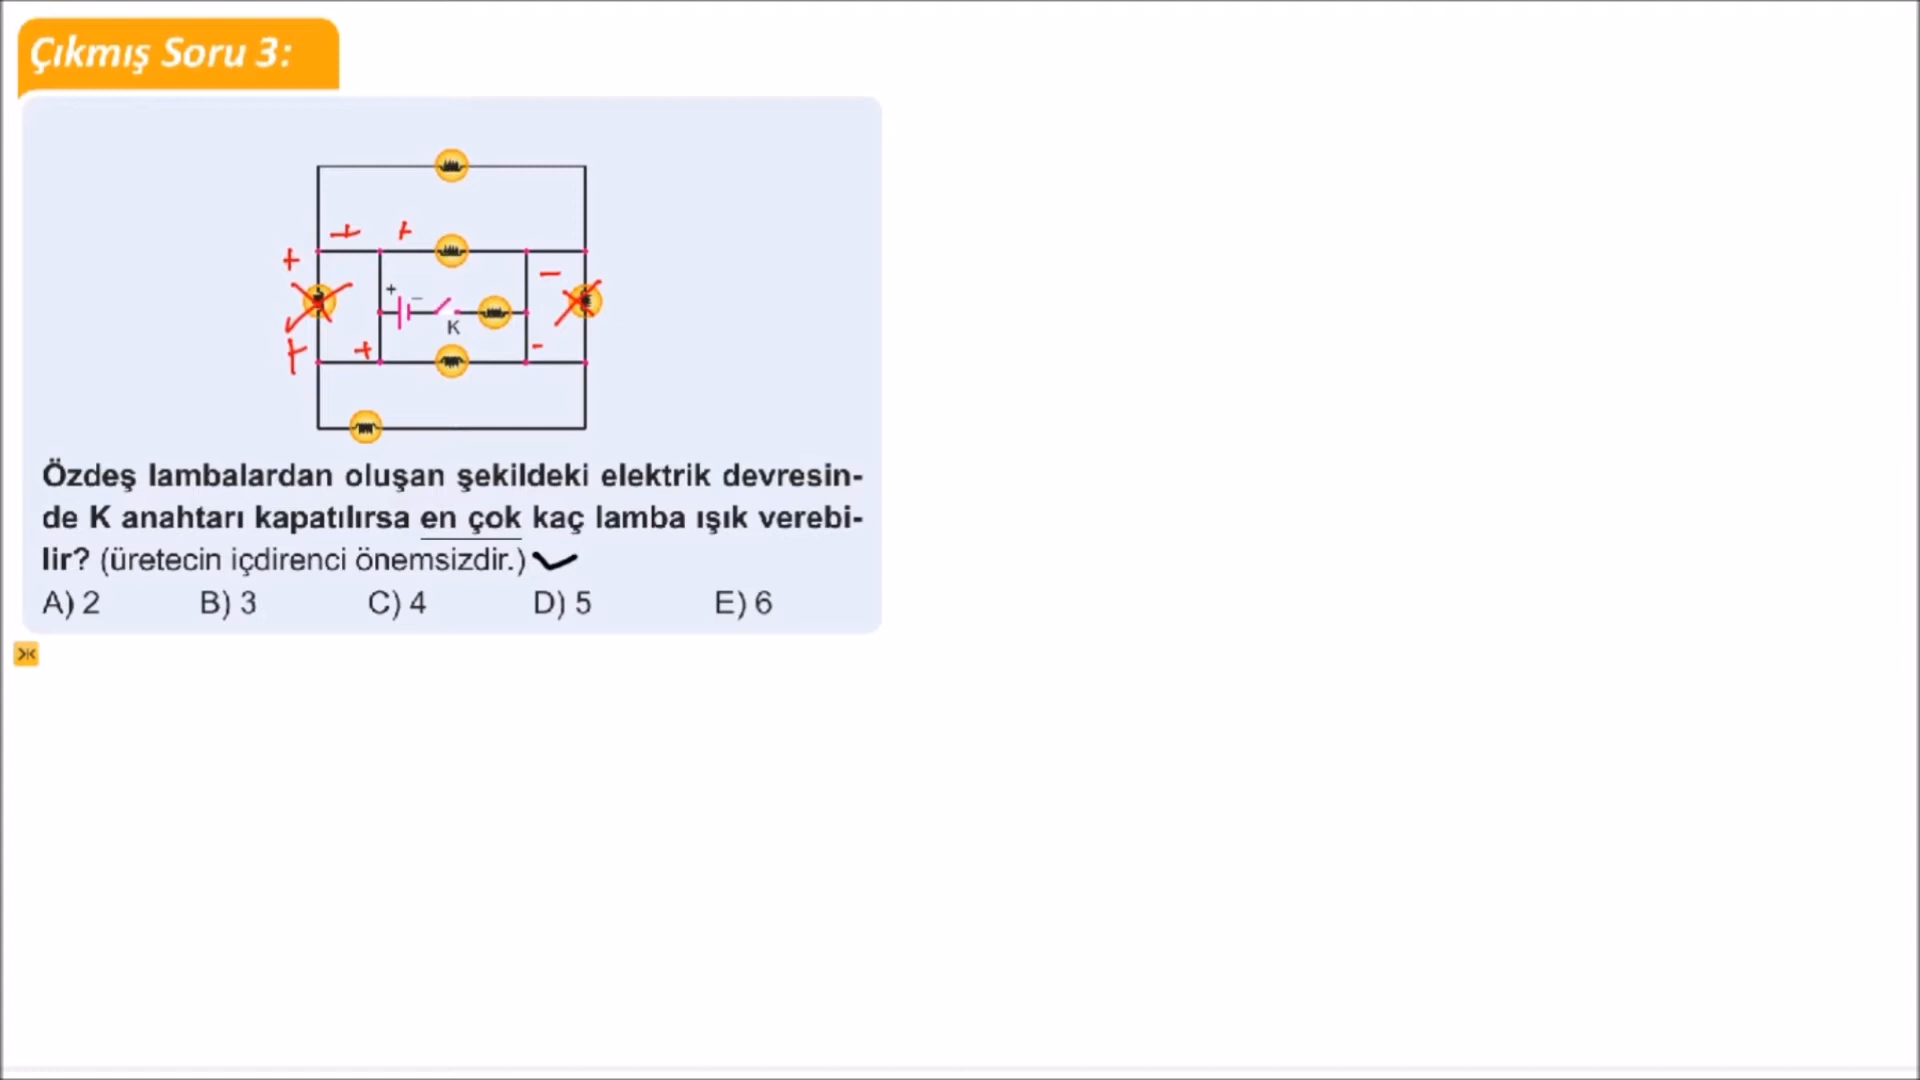 Çıkmış Soru 3:
+ +
+
+ − −
K
+ + -
Özdeş lambalardan oluşan şekildeki elektrik devresin-
de K anahtarı kapatılırsa en çok kaç lamba ışık verebi-
lir? (üretecin içdirenci önemsizdir.)
A) 2 B) 3 C) 4 D) 5 E) 6